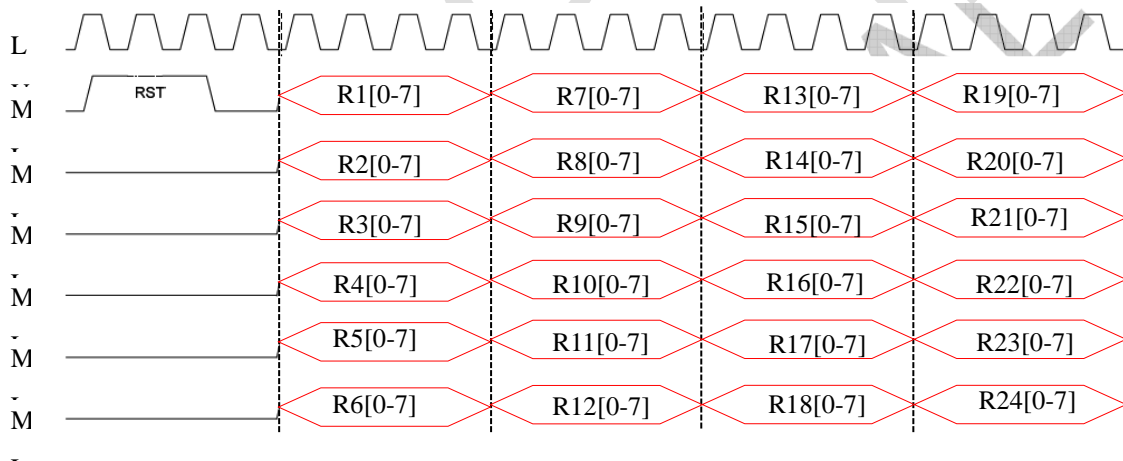 L
M RST R1[0-7] R7[0-7] R13[0-7] R19[0-7]
M R2[0-7] R8[0-7] R14[0-7] R20[0-7]
M R3[0-7] R9[0-7] R15[0-7] R21[0-7]
M R4[0-7] R10[0-7] R16[0-7] R22[0-7]
M R5[0-7] R11[0-7] R17[0-7] R23[0-7]
M R6[0-7] R12[0-7] R18[0-7] R24[0-7]